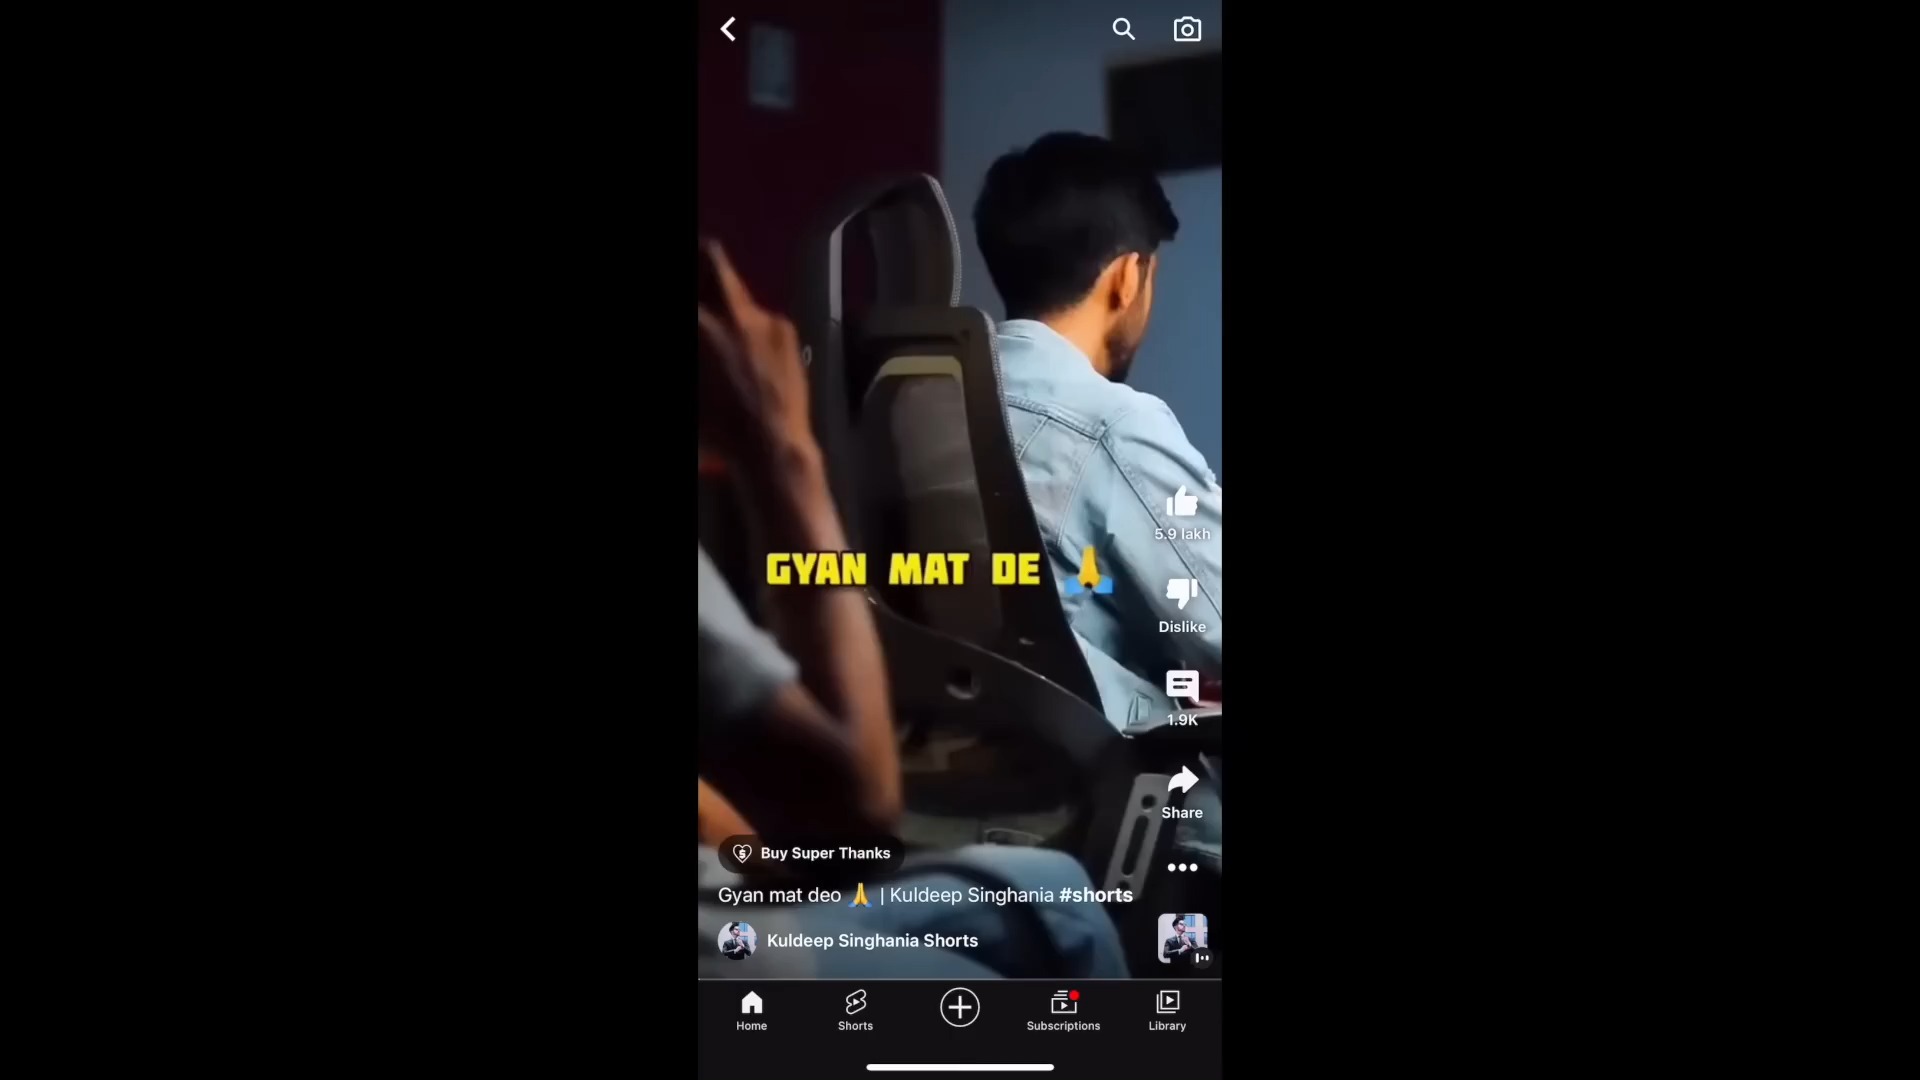 GYAN MAT DE 🙏
5.9 lakh
Dislike
1.9K
Share
Buy Super Thanks
Gyan mat deo 🙏 | Kuldeep Singhania #shorts
Kuldeep Singhania Shorts
Home
Shorts
Subscriptions
Library